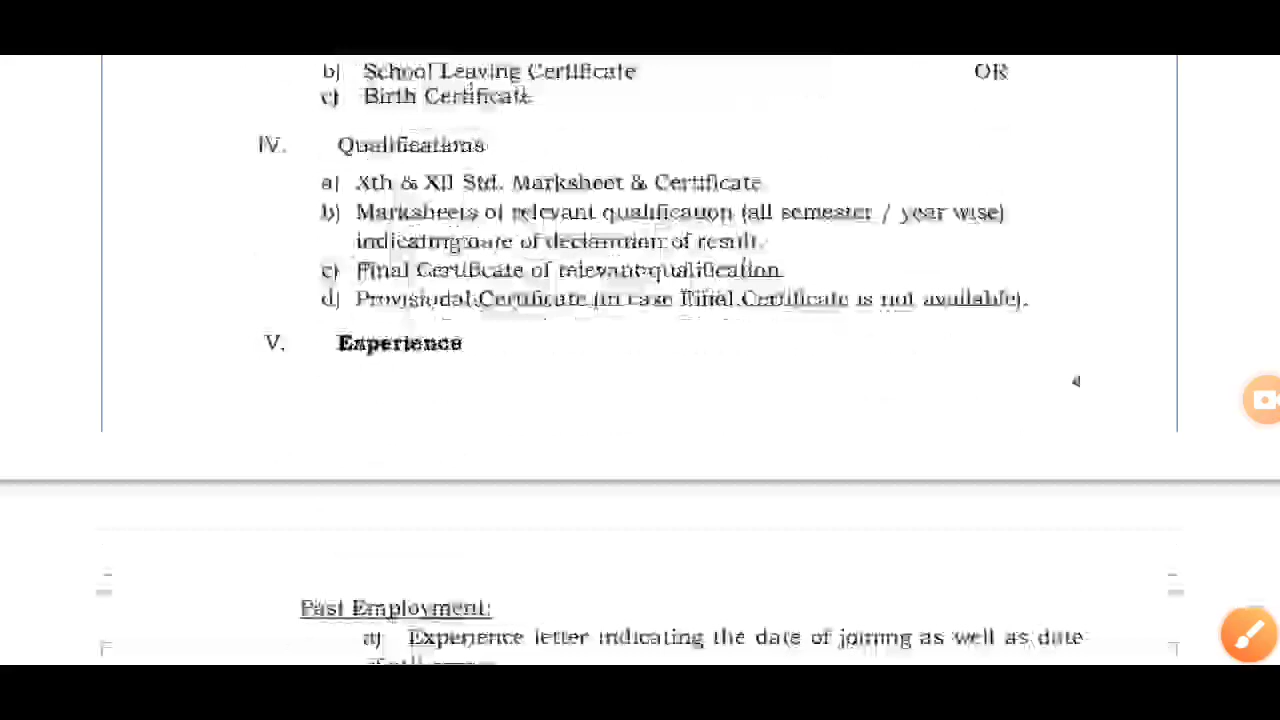 b) School Leaving Certificate OR
c) Birth Certificate
IV. Qualifications
a) Xth & XII Std. Marksheet & Certificate
b) Marksheets of relevant qualification (all semester / year wise)
indicating date of declaration of result.
c) Final Certificate of relevant qualification
d) Provisional Certificate (in case Final Certificate is not available).
V. Experience
4
Past Employment:
a) Experience letter indicating the date of joining as well as date